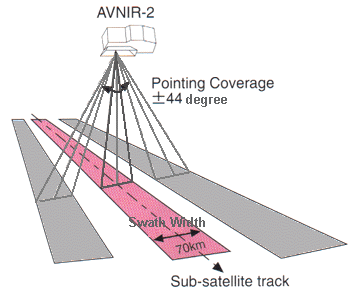 AVNIR-2
Pointing Coverage
±44 degree
Swath Width
70km
Sub-satellite track